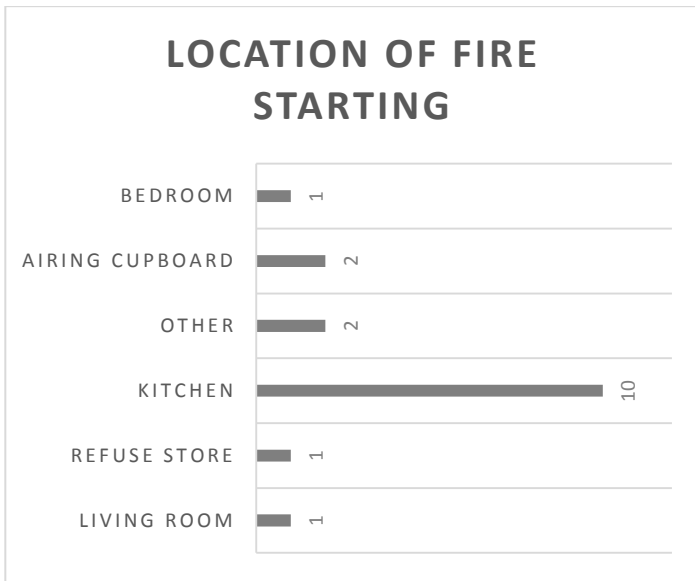 LOCATION OF FIRE
STARTING
BEDROOM 1
AIRING CUPBOARD 2
OTHER 2
KITCHEN 10
REFUSE STORE 1
LIVING ROOM 1